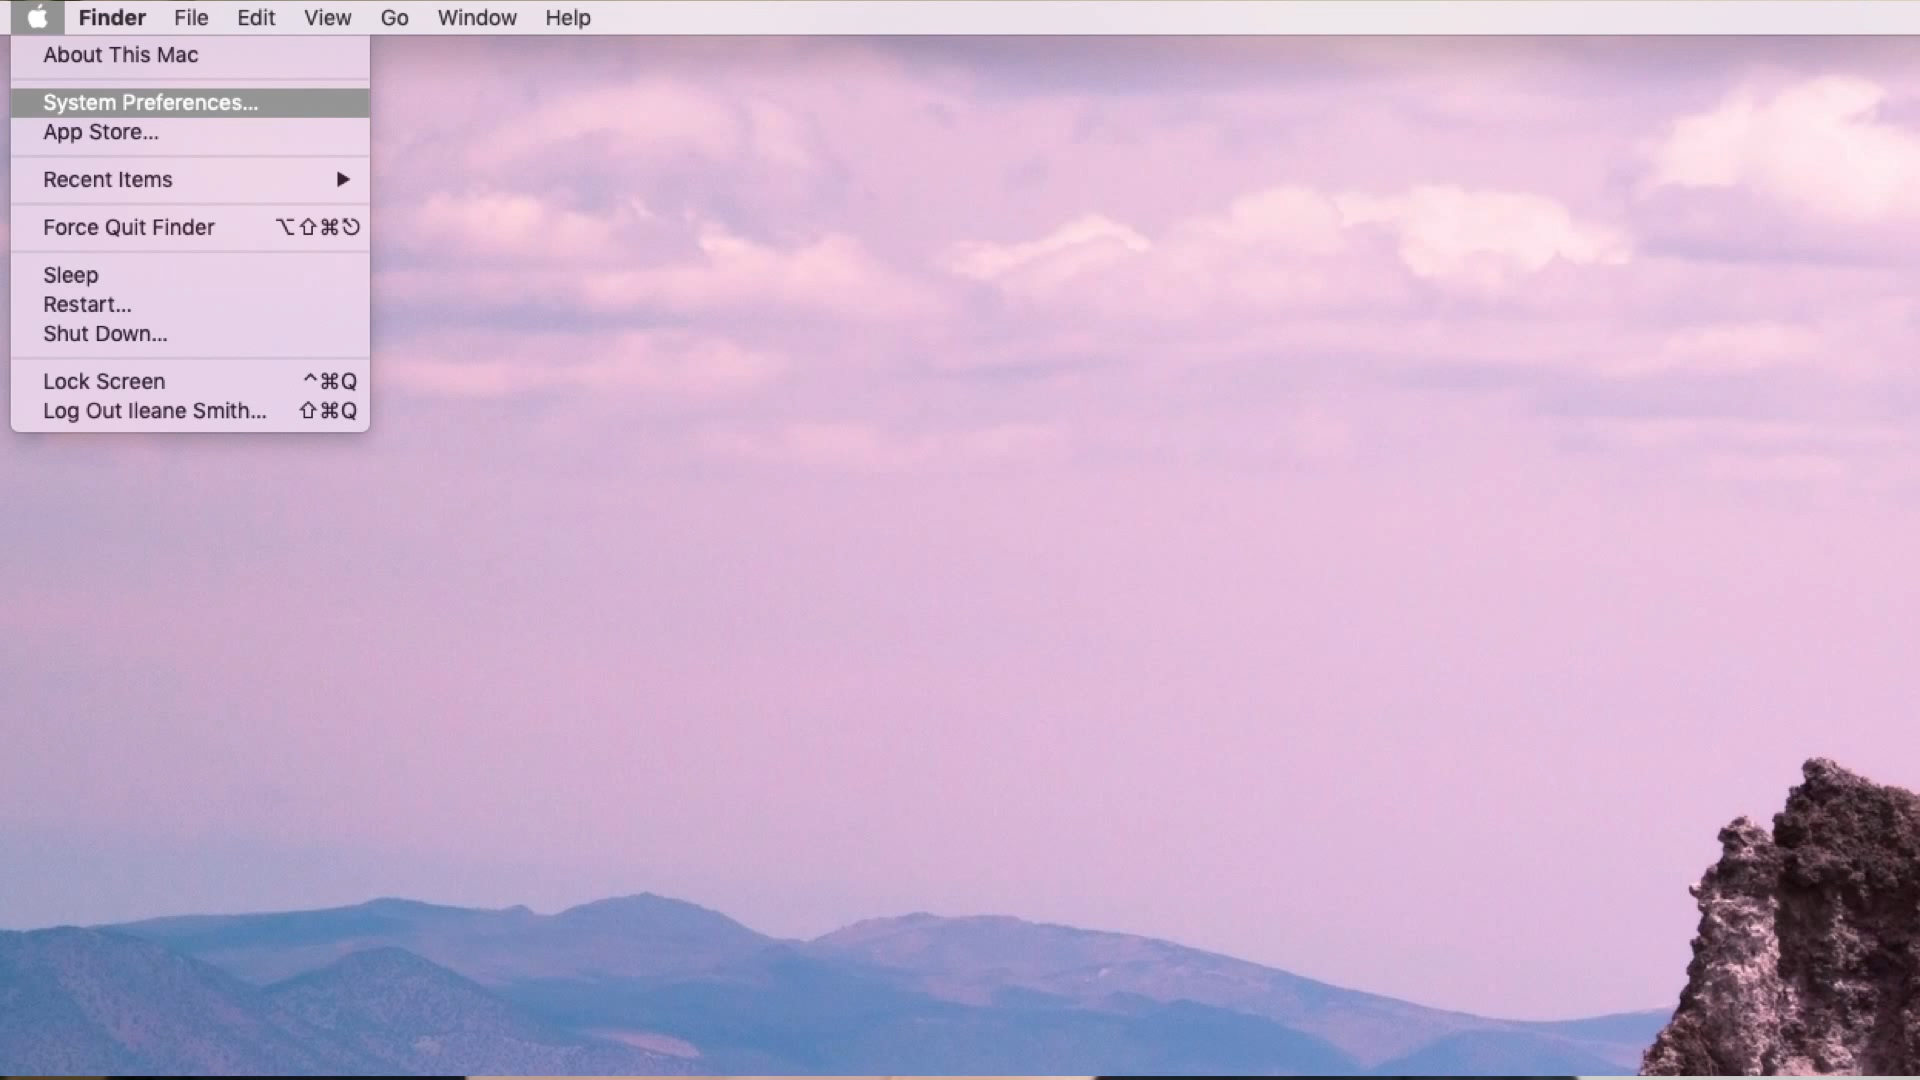 Finder File Edit View Go Window Help
About This Mac
System Preferences...
App Store...
Recent Items ▶
Force Quit Finder ⌥⇧⌘⎋
Sleep
Restart...
Shut Down...
Lock Screen ^⌘Q
Log Out Ileane Smith... ⇧⌘Q